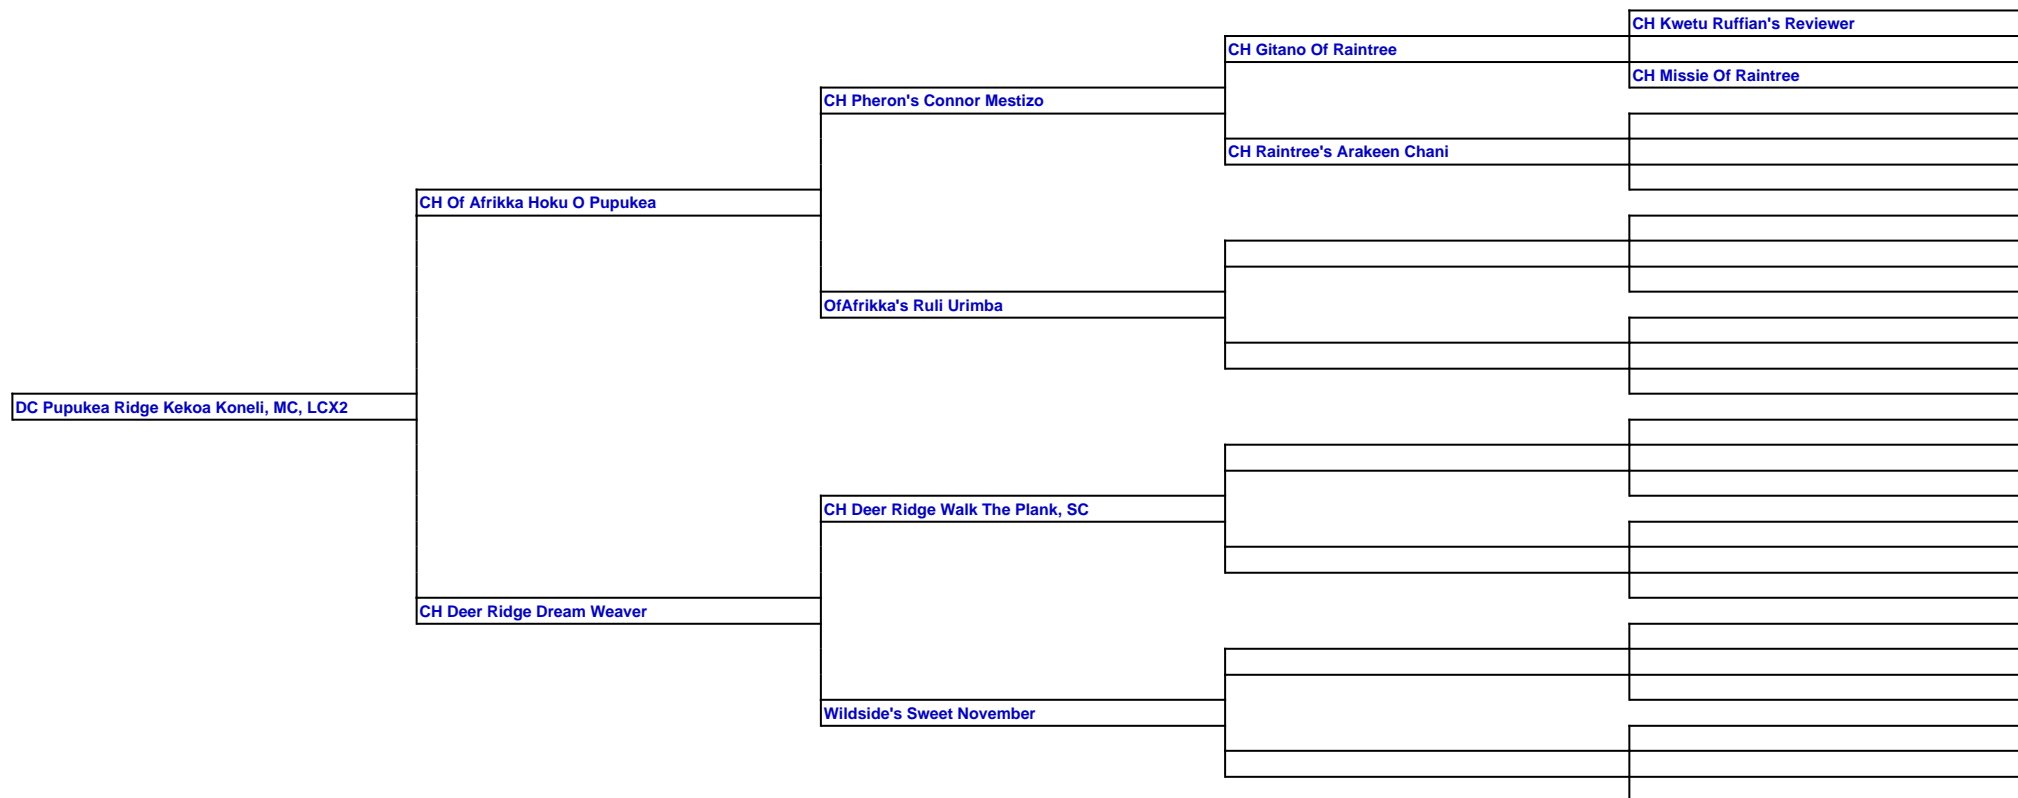 CH Kwetu Ruffian's Reviewer
CH Gitano Of Raintree
CH Missie Of Raintree
CH Pheron's Connor Mestizo
CH Raintree's Arakeen Chani
CH Of Afrikka Hoku O Pupukea
OfAfrikka's Ruli Urimba
DC Pupukea Ridge Kekoa Koneli, MC, LCX2
CH Deer Ridge Walk The Plank, SC
CH Deer Ridge Dream Weaver
Wildside's Sweet November